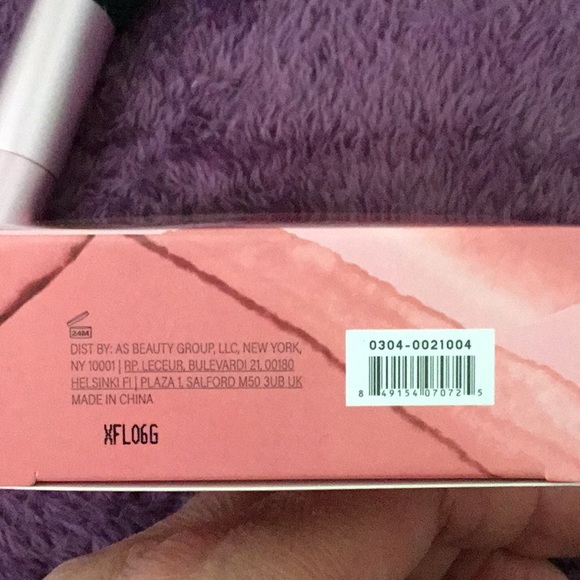 24M
DIST BY: AS BEAUTY GROUP, LLC, NEW YORK,
NY 10001 | RP. LECEUR, BULEVARDI 21, 00180
HELSINKI FI | PLAZA 1, SALFORD M50 3UB UK
MADE IN CHINA
XFL06G
0304-0021004
8 49154 07072 5